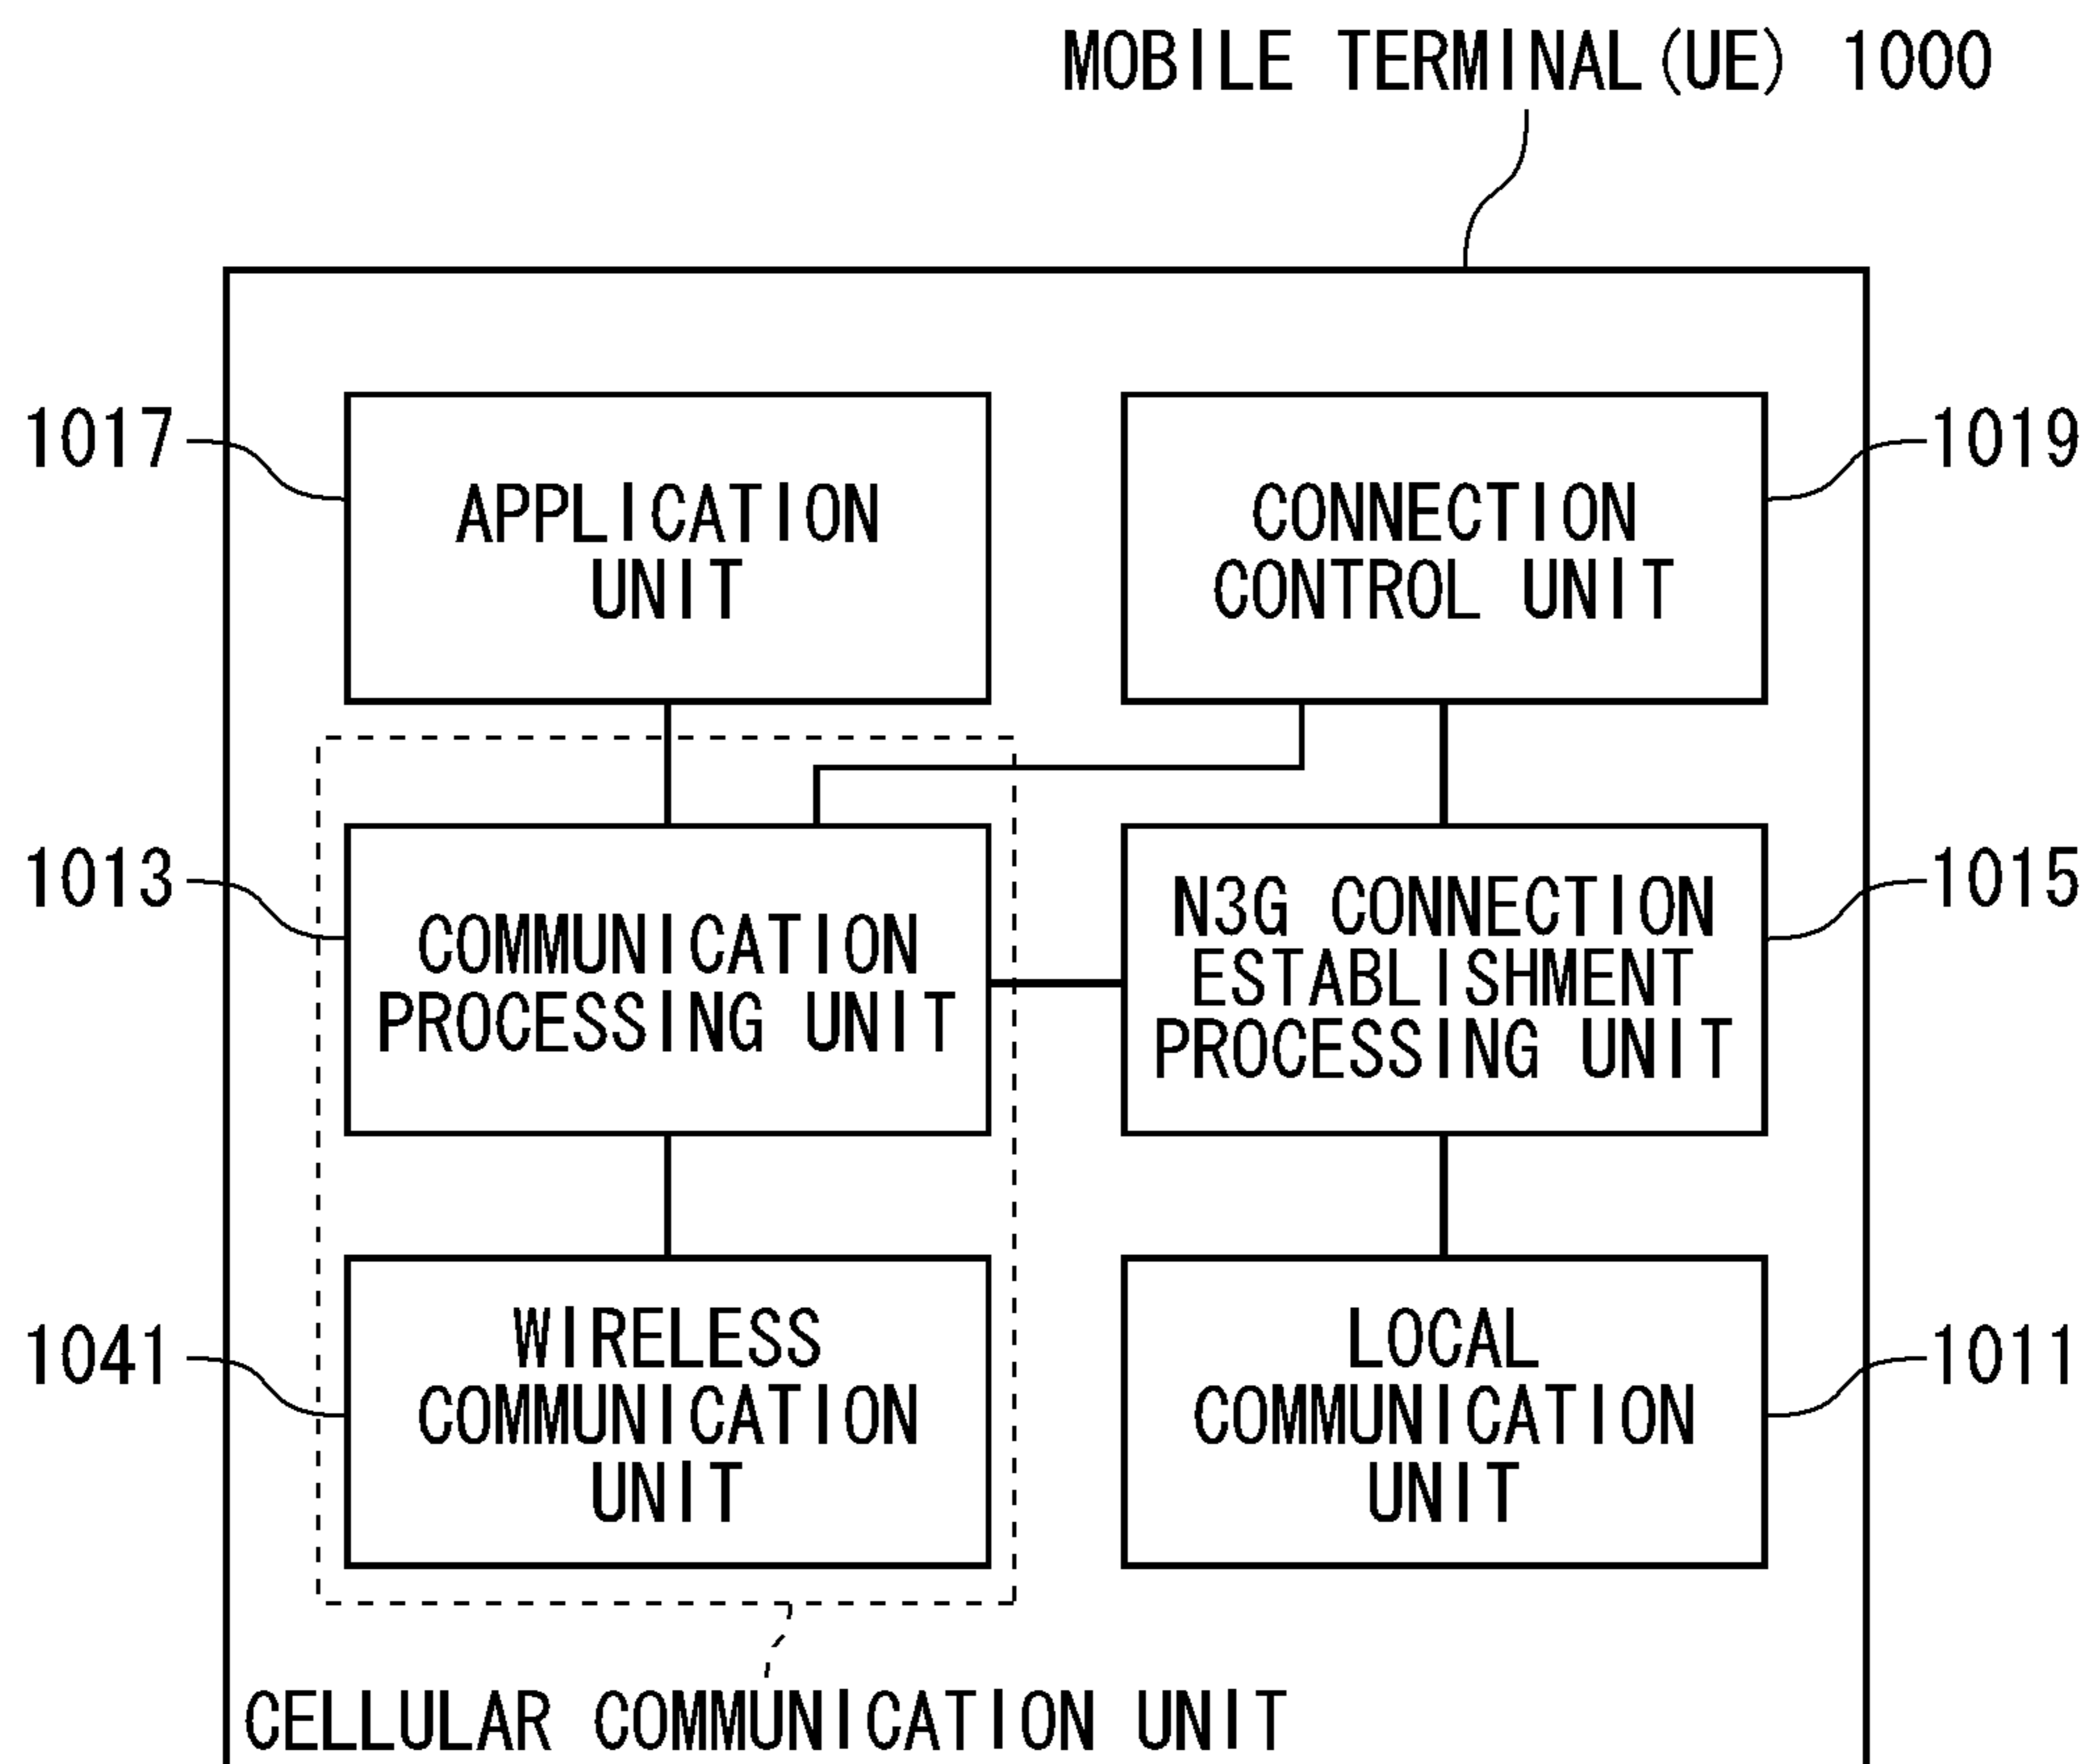 MOBILE TERMINAL(UE) 1000
1017
APPLICATION
UNIT
CONNECTION
CONTROL UNIT
1019
1013
COMMUNICATION
PROCESSING UNIT
N3G CONNECTION
ESTABLISHMENT
PROCESSING UNIT
1015
1041
WIRELESS
COMMUNICATION
UNIT
LOCAL
COMMUNICATION
UNIT
1011
CELLULAR COMMUNICATION UNIT